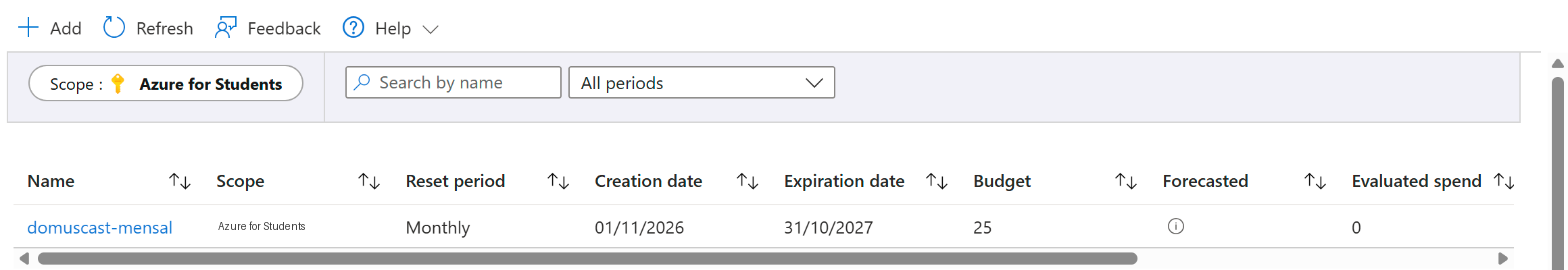 Add Refresh Feedback Help
Scope : Azure for Students Search by name All periods
Name Scope Reset period Creation date Expiration date Budget Forecasted Evaluated spend
domuscast-mensal Azure for Students Monthly 01/11/2026 31/10/2027 25 0